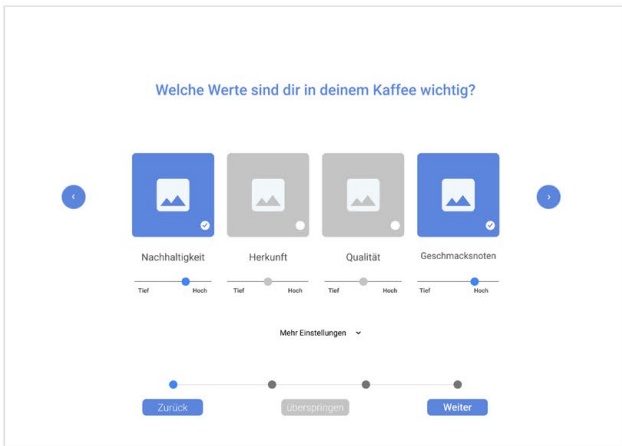 Welche Werte sind dir in deinem Kaffee wichtig?
Nachhaltigkeit
Herkunft
Qualität
Geschmacksnoten
Tief Hoch
Tief Hoch
Tief Hoch
Tief Hoch
Mehr Einstellungen
Zurück
überspringen
Weiter